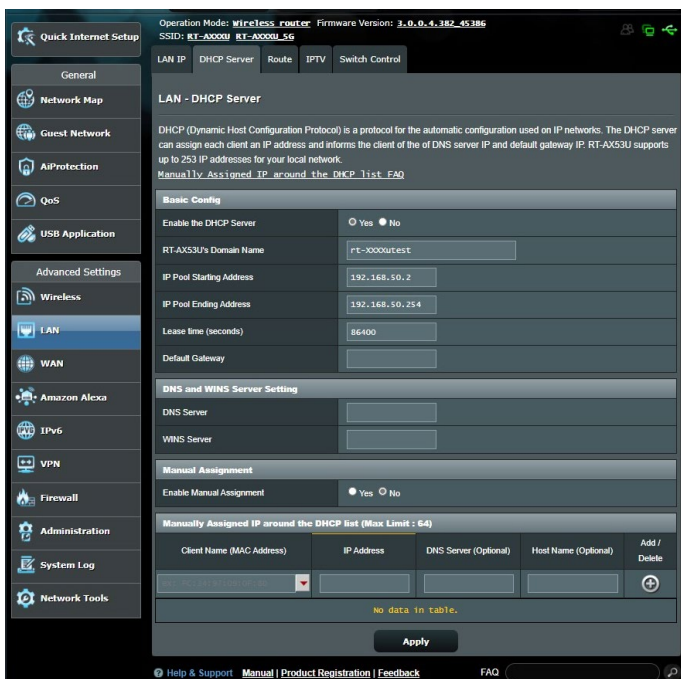 Quick Internet Setup
General
Network Map
Guest Network
AiProtection
QoS
USB Application
Advanced Settings
Wireless
LAN
WAN
Amazon Alexa
IPv6
VPN
Firewall
Administration
System Log
Network Tools
Operation Mode: Wireless router Firmware Version: 3.0.0.4.382_45386
SSID: RT-AXXXU RT-AXXXU_5G
LAN IP DHCP Server Route IPTV Switch Control
LAN - DHCP Server
DHCP (Dynamic Host Configuration Protocol) is a protocol for the automatic configuration used on IP networks. The DHCP server
can assign each client an IP address and informs the client of the of DNS server IP and default gateway IP. RT-AX53U supports
up to 253 IP addresses for your local network.
Manually Assigned IP around the DHCP list FAQ
Basic Config
Enable the DHCP Server Yes No
RT-AX53U's Domain Name rt-XXXXutest
IP Pool Starting Address 192.168.50.2
IP Pool Ending Address 192.168.50.254
Lease time (seconds) 86400
Default Gateway
DNS and WINS Server Setting
DNS Server
WINS Server
Manual Assignment
Enable Manual Assignment Yes No
Manually Assigned IP around the DHCP list (Max Limit : 64)
Client Name (MAC Address) IP Address DNS Server (Optional) Host Name (Optional) Add / Delete
No data in table.
Apply
Help & Support Manual | Product Registration | Feedback FAQ